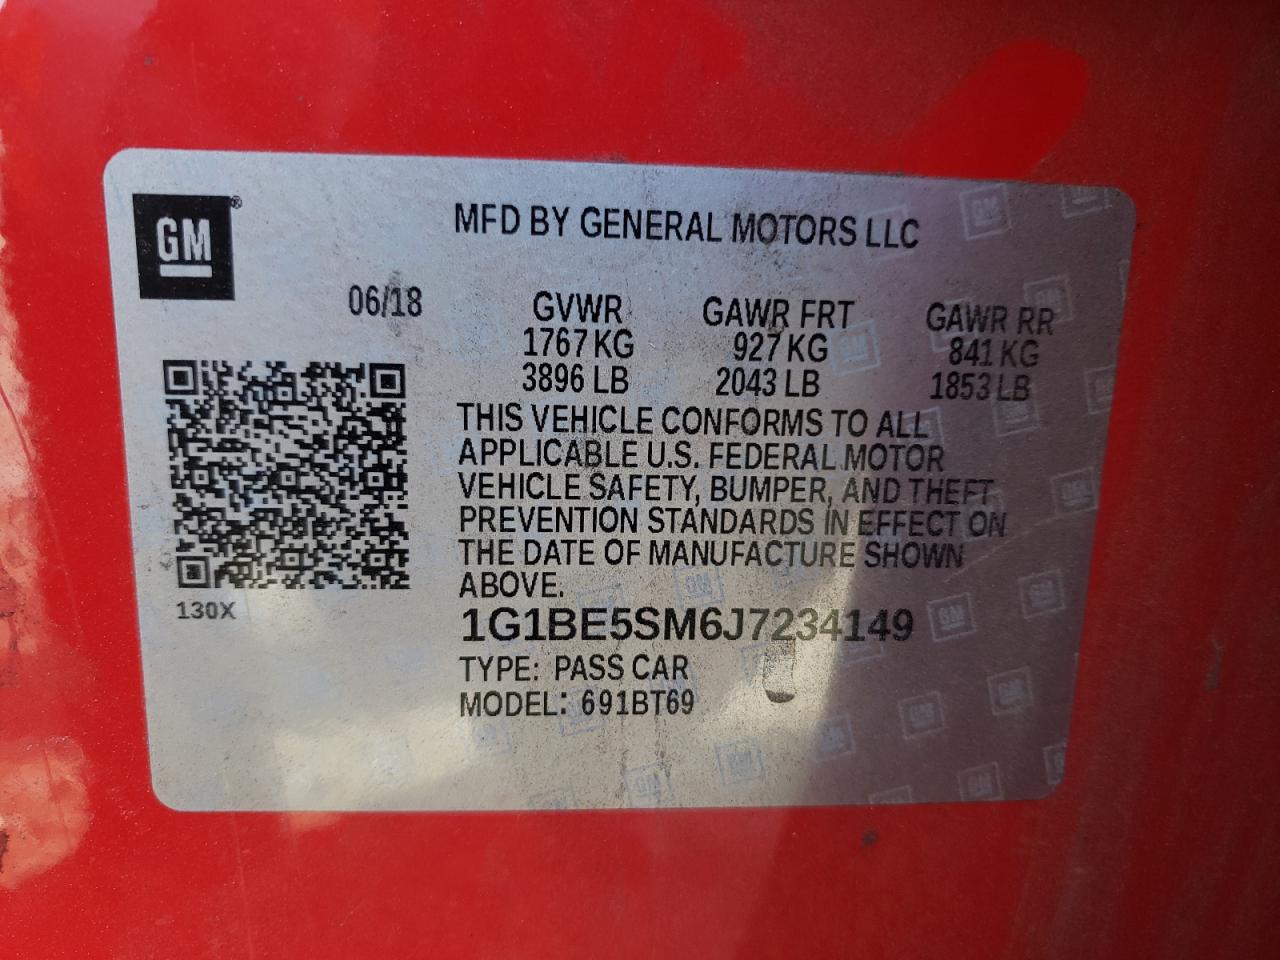 GM®
MFD BY GENERAL MOTORS LLC
06/18
GVWR GAWR FRT GAWR RR
1767 KG 927 KG 841 KG
3896 LB 2043 LB 1853 LB
THIS VEHICLE CONFORMS TO ALL
APPLICABLE U.S. FEDERAL MOTOR
VEHICLE SAFETY, BUMPER, AND THEFT
PREVENTION STANDARDS IN EFFECT ON
THE DATE OF MANUFACTURE SHOWN
ABOVE.
130X
1G1BE5SM6J7234149
TYPE: PASS CAR
MODEL: 691BT69